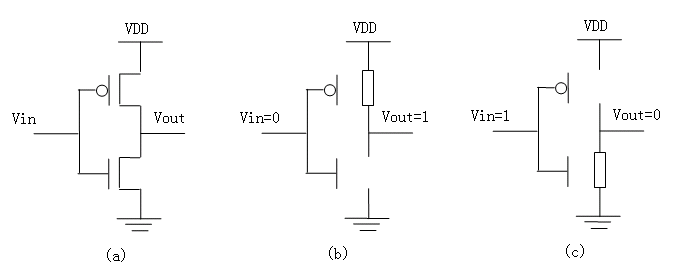 VDD
Vin
Vout
(a)
VDD
Vin=0
Vout=1
(b)
VDD
Vin=1
Vout=0
(c)